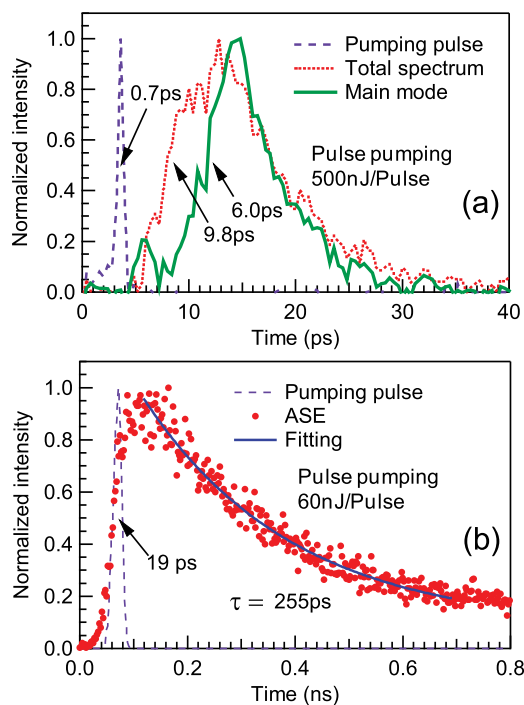 1.0
0.8
0.6
0.4
0.2
0.0
Normalized intensity
Pumping pulse
Total spectrum
Main mode
0.7ps
Pulse pumping
500nJ/Pulse
(a)
6.0ps
9.8ps
0 10 20 30 40
Time (ps)
1.0
0.8
0.6
0.4
0.2
0.0
Normalized intensity
Pumping pulse
ASE
Fitting
Pulse pumping
60nJ/Pulse
(b)
19 ps
τ = 255ps
0.0 0.2 0.4 0.6 0.8
Time (ns)